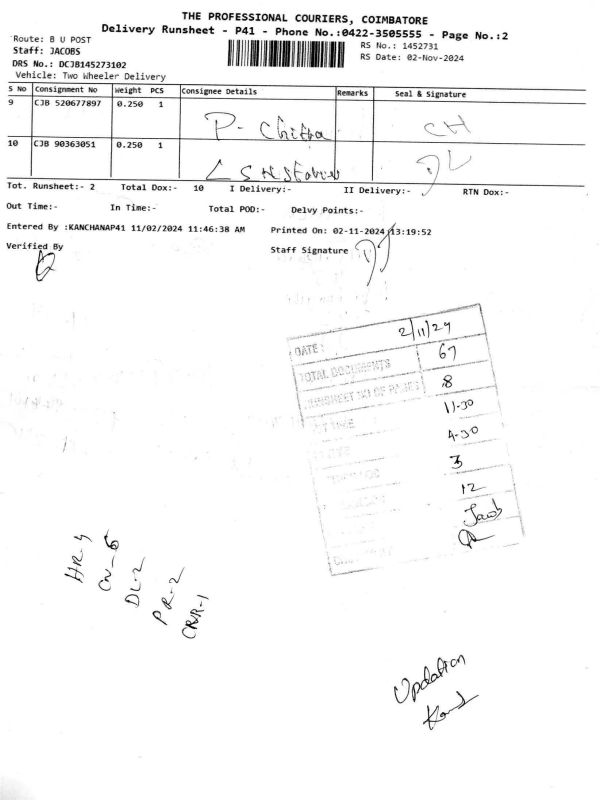 THE PROFESSIONAL COURIERS, COIMBATORE
Delivery Runsheet - P41 - Phone No.:0422-3505555 - Page No.:2
Route: B U POST
RS No.: 1452731
Staff: JACOBS
RS Date: 02-Nov-2024
DRS No.: DCJB145273102
Vehicle: Two Wheeler Delivery
S No Consignment No Weight PCS Consignee Details Remarks Seal & Signature
9 CJB 520677897 0.250 1 P- Chitra CH
10 CJB 90363051 0.250 1
Tot. Runsheet:- 2 Total Dox:- 10 I Delivery:- II Delivery:- RTN Dox:-
Out Time:- In Time:- Total POD:- Delvy Points:-
Entered By :KANCHANAP41 11/02/2024 11:46:38 AM Printed On: 02-11-2024 13:19:52
Verified By Staff Signature
DATE: 2/11/24
TOTAL DOCUMENTS 67
RUNSHEET NO OF PAGES 8
11-30
4-30
3
12
Jacob
HR-4
CN-6
DL-2
PR-2
CRR-1
Updation